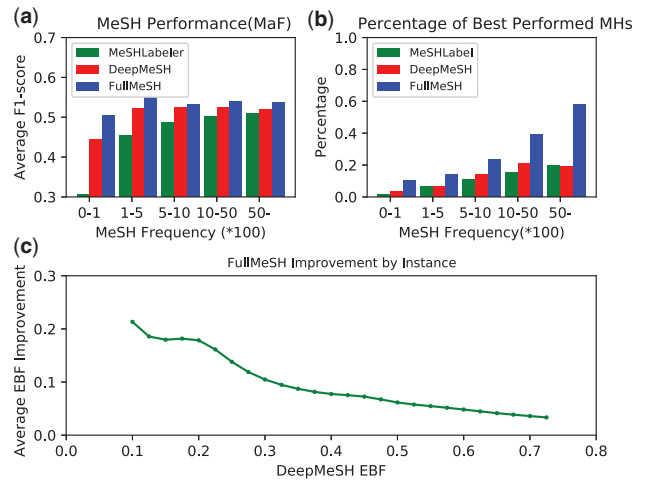 (a)
MeSH Performance(MaF)
0.7
0.6
0.5
0.4
0.3
Average F1-score
MeSHLabeler
DeepMeSH
FullMeSH
0-1 1-5 5-10 10-50 50-
MeSH Frequency (*100)
(b)
Percentage of Best Performed MHs
1.0
0.8
0.6
0.4
0.2
0.0
Percentage
MeSHLabel
DeepMeSH
FullMeSH
0-1 1-5 5-10 10-50 50-
MeSH Frequency(*100)
(c)
FullMeSH Improvement by Instance
0.3
0.2
0.1
0.0
Average EBF Improvement
0.0 0.1 0.2 0.3 0.4 0.5 0.6 0.7 0.8
DeepMeSH EBF